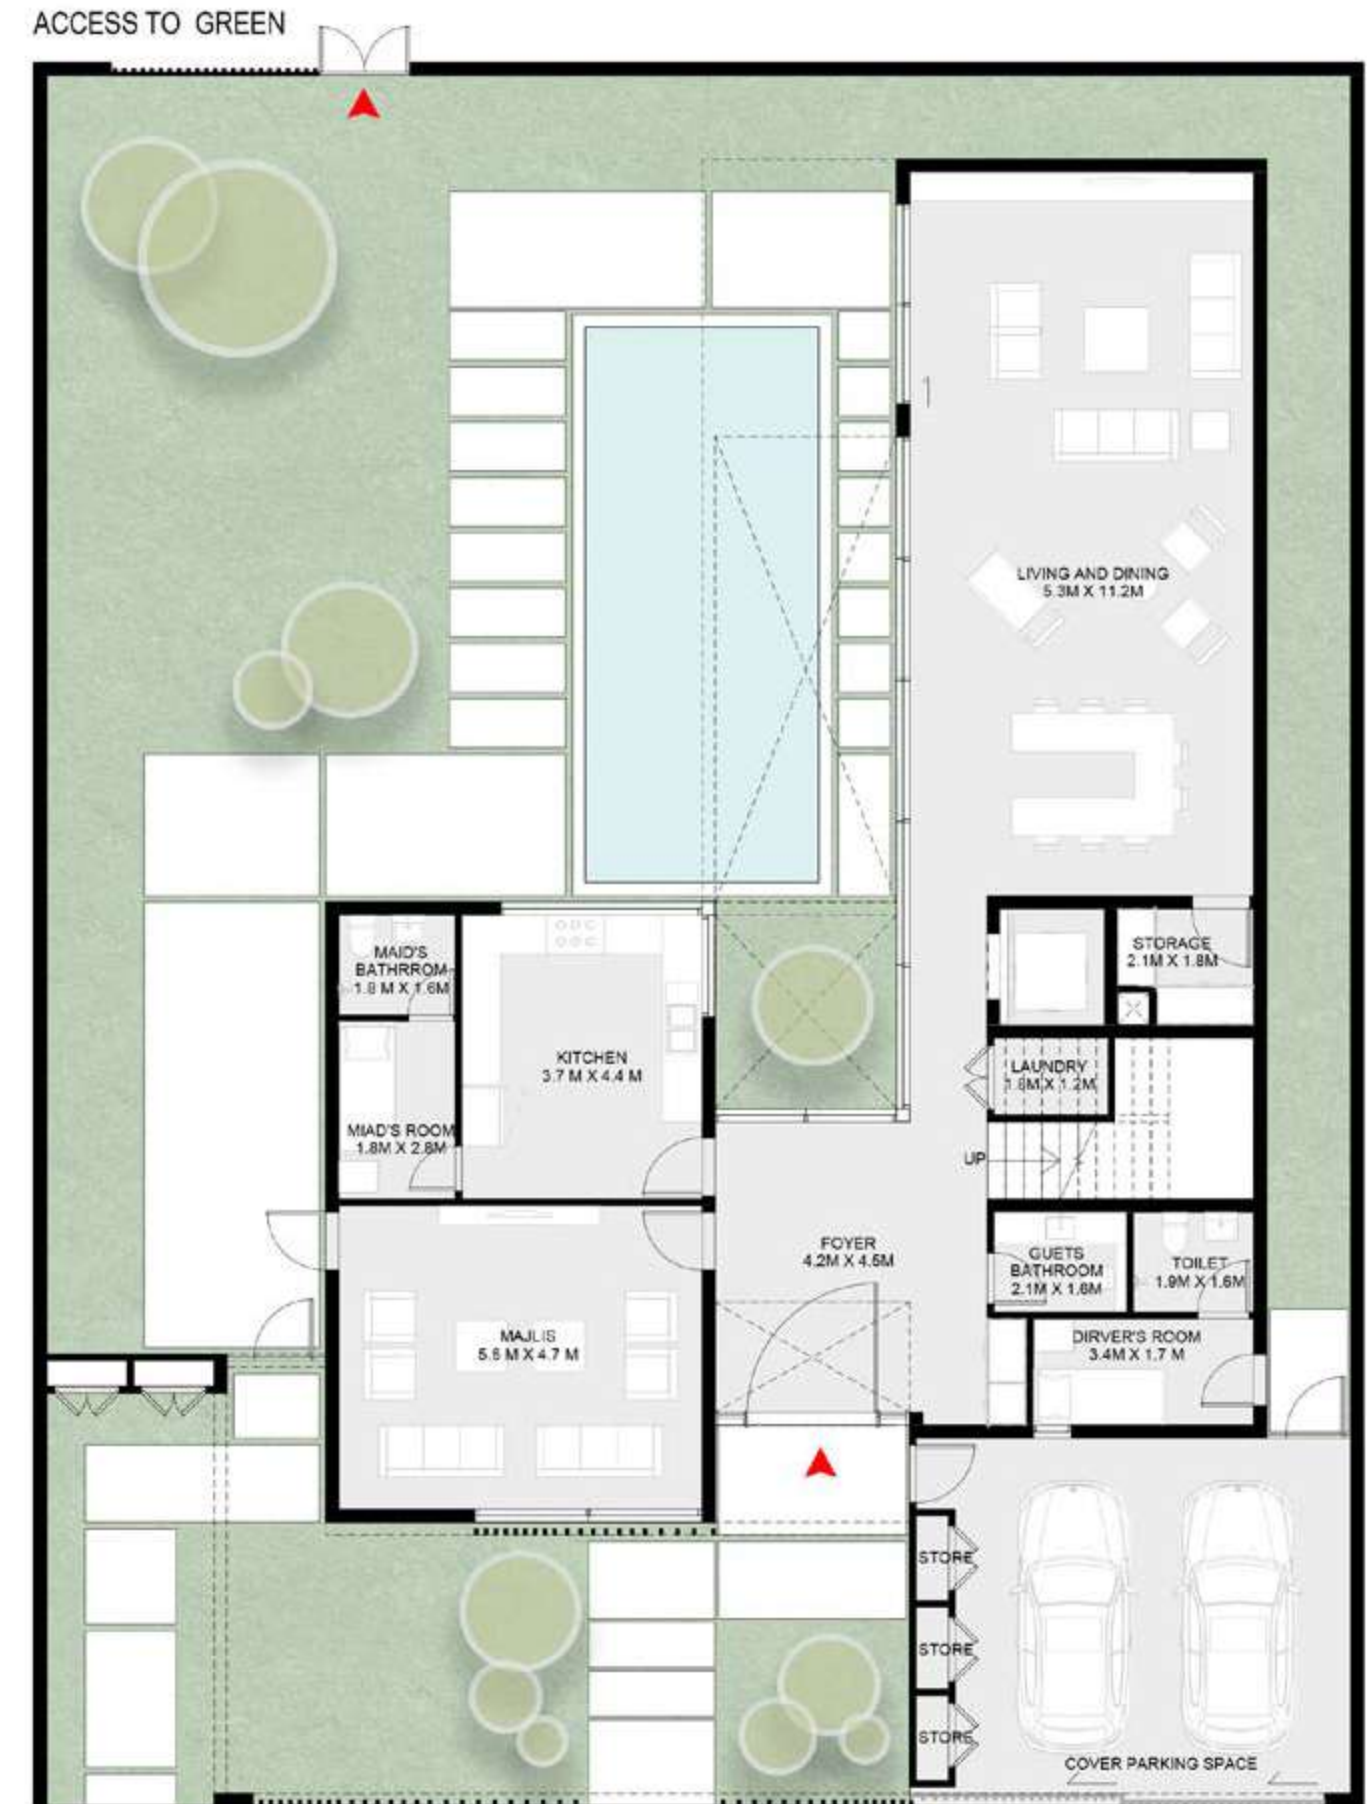 ACCESS TO GREEN
LIVING AND DINING
5.3M X 11.2M
MAID'S
BATHRROM
1.8 M X 1.6M
STORAGE
2.1M X 1.8M
KITCHEN
3.7 M X 4.4 M
LAUNDRY
1.8M X 1.2M
MIAD'S ROOM
1.8M X 2.8M
UP
FOYER
4.2M X 4.5M
GUETS
BATHROOM
2.1M X 1.6M
TOILET
1.9M X 1.6M
MAJLIS
5.6 M X 4.7 M
DIRVER'S ROOM
3.4M X 1.7 M
STORE
STORE
STORE
COVER PARKING SPACE